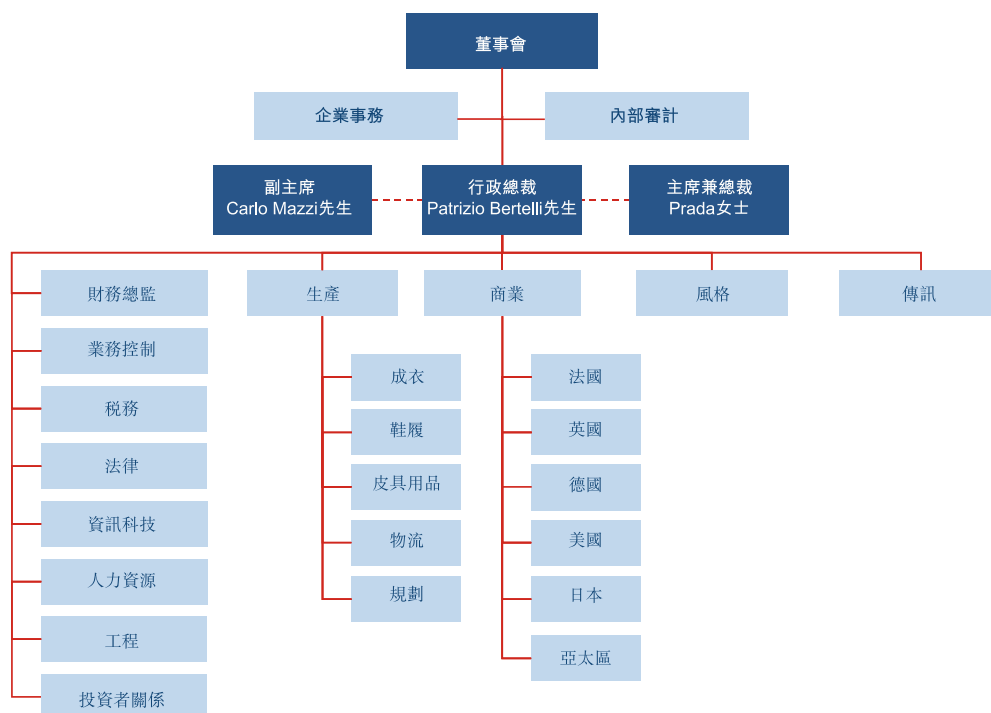 董事會
企業事務
內部審計
副主席
Carlo Mazzi先生
行政總裁
Patrizio Bertelli先生
主席兼總裁
Prada女士
財務總監
生產
商業
風格
傳訊
業務控制
税務
法律
資訊科技
人力資源
工程
投資者關係
成衣
鞋履
皮具用品
物流
規劃
法國
英國
德國
美國
日本
亞太區